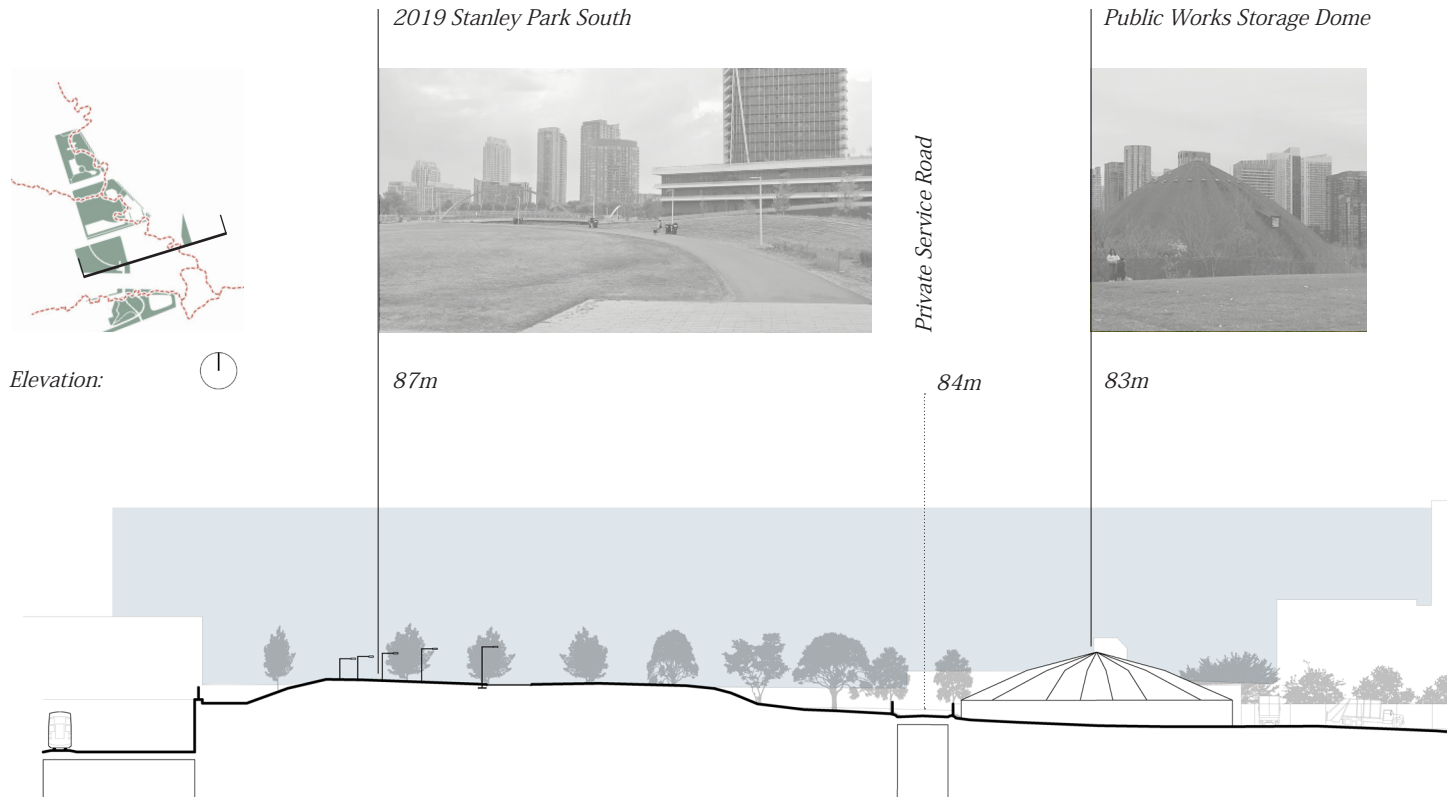 2019 Stanley Park South
Public Works Storage Dome
Private Service Road
Elevation:
87m
84m
83m